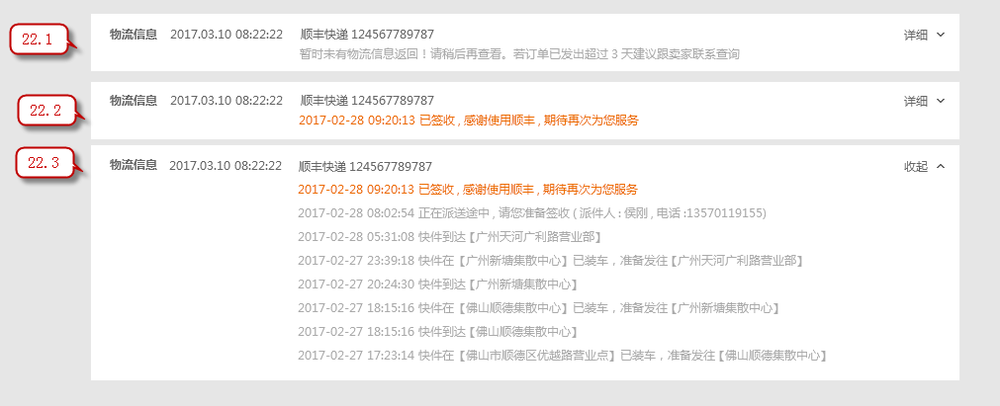 22.1
物流信息 2017.03.10 08:22:22 顺丰快递 124567789787 详细
暂时未有物流信息返回！请稍后再查看。若订单已发出超过 3 天建议跟卖家联系查询
22.2
物流信息 2017.03.10 08:22:22 顺丰快递 124567789787 详细
2017-02-28 09:20:13 已签收 , 感谢使用顺丰 , 期待再次为您服务
22.3
物流信息 2017.03.10 08:22:22 顺丰快递 124567789787 收起
2017-02-28 09:20:13 已签收 , 感谢使用顺丰 , 期待再次为您服务
2017-02-28 08:02:54 正在派送途中 , 请您准备签收 ( 派件人 : 侯刚 , 电话 :13570119155)
2017-02-28 05:31:08 快件到达【广州天河广利路营业部】
2017-02-27 23:39:18 快件在【广州新塘集散中心】已装车，准备发往【广州天河广利路营业部】
2017-02-27 20:24:30 快件到达【广州新塘集散中心】
2017-02-27 18:15:16 快件在【佛山顺德集散中心】已装车，准备发往【广州新塘集散中心】
2017-02-27 18:15:16 快件到达【佛山顺德集散中心】
2017-02-27 17:23:14 快件在【佛山市顺德区优越路营业点】已装车，准备发往【佛山顺德集散中心】